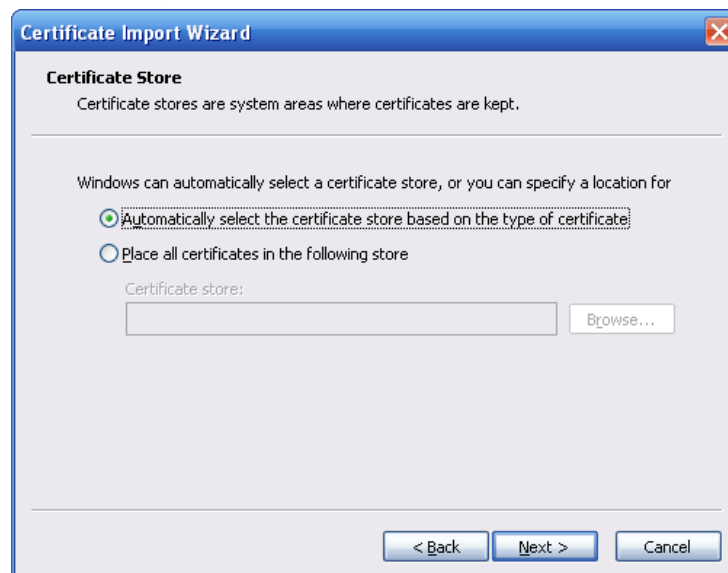 Certificate Import Wizard
Certificate Store
Certificate stores are system areas where certificates are kept.
Windows can automatically select a certificate store, or you can specify a location for
Automatically select the certificate store based on the type of certificate
Place all certificates in the following store
Certificate store:
Browse...
< Back Next > Cancel